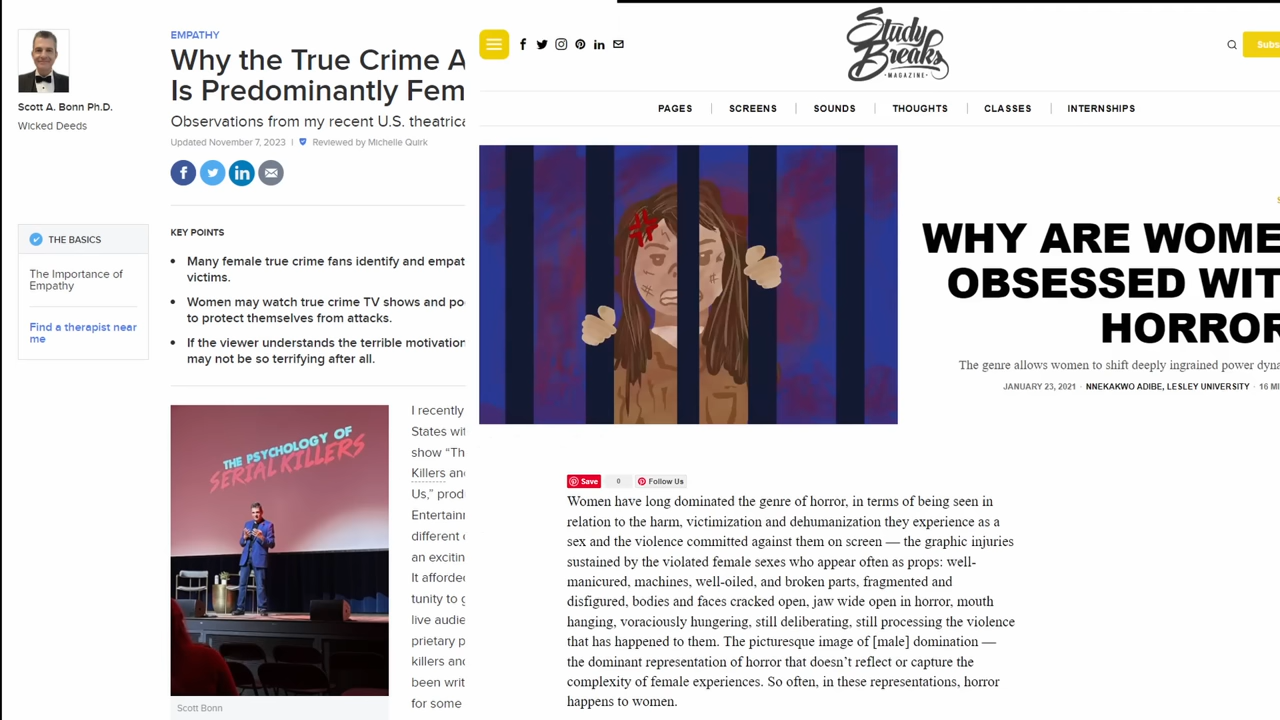 Scott A. Bonn Ph.D.
Wicked Deeds
THE BASICS
The Importance of
Empathy
Find a therapist near
me
EMPATHY
Why the True Crime A
Is Predominantly Fem
Observations from my recent U.S. theatrica
Updated November 7, 2023 | Reviewed by Michelle Quirk
KEY POINTS
• Many female true crime fans identify and empat
victims.
• Women may watch true crime TV shows and po
to protect themselves from attacks.
• If the viewer understands the terrible motivation
may not be so terrifying after all.
THE PSYCHOLOGY OF
SERIAL KILLERS
Scott Bonn
I recently
States wit
show “Th
Killers and
Us,” prod
Entertainn
different c
an excitin
It afforded
tunity to g
live audie
prietary p
killers and
been writ
for some
Study
Breaks
•MAGAZINE•
Subs
PAGES | SCREENS | SOUNDS | THOUGHTS | CLASSES | INTERNSHIPS
WHY ARE WOME
OBSESSED WIT
HORROR
The genre allows women to shift deeply ingrained power dyna
JANUARY 23, 2021 · NNEKAKWO ADIBE, LESLEY UNIVERSITY · 16 MI
Save 0 Follow Us
Women have long dominated the genre of horror, in terms of being seen in
relation to the harm, victimization and dehumanization they experience as a
sex and the violence committed against them on screen — the graphic injuries
sustained by the violated female sexes who appear often as props: well-
manicured, machines, well-oiled, and broken parts, fragmented and
disfigured, bodies and faces cracked open, jaw wide open in horror, mouth
hanging, voraciously hungering, still deliberating, still processing the violence
that has happened to them. The picturesque image of [male] domination —
the dominant representation of horror that doesn’t reflect or capture the
complexity of female experiences. So often, in these representations, horror
happens to women.